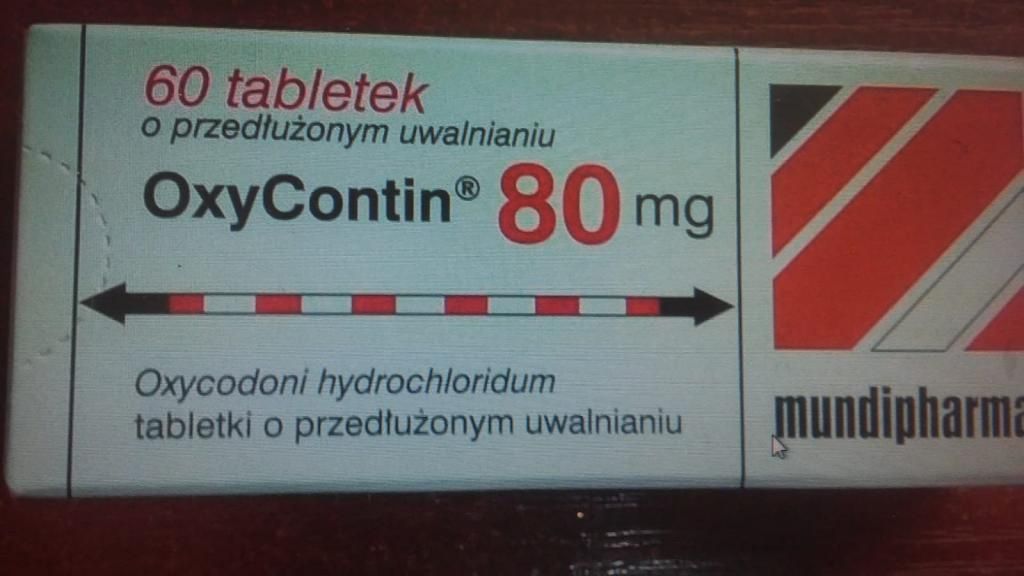 60 tabletek
o przedłużonym uwalnianiu
OxyContin® 80 mg
Oxycodoni hydrochloridum
tabletki o przedłużonym uwalnianiu
mundipharma